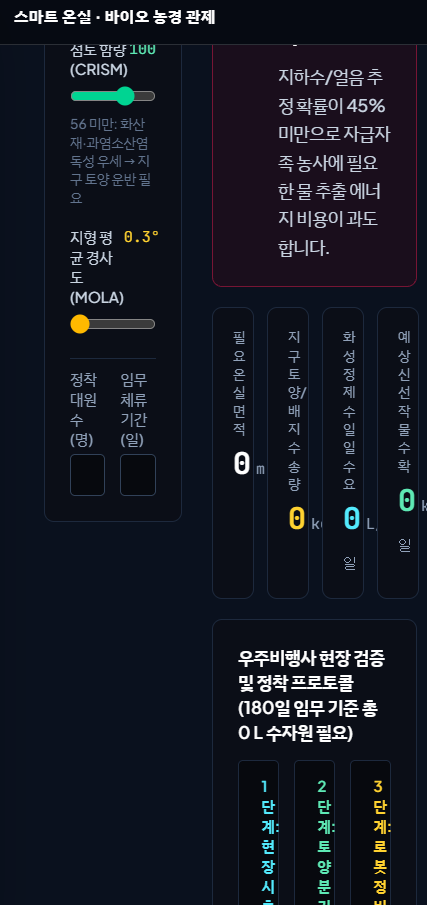 스마트 온실 · 바이오 농경 관제
점토 함량 100
(CRISM)
56 미만: 화산
재·과염소산염
독성 우세 → 지
구 토양 운반 필
요
지형 평 0.3°
균 경사
도
(MOLA)
정착
대원
수
(명)
임무
체류
기간
(일)
지하수/얼음 추
정 확률이 45%
미만으로 자급자
족 농사에 필요
한 물 추출 에너
지 비용이 과도
합니다.
필
요
온
실
면
적
0 m
지
구
토
양/
배
지
수
송
량
0 k
화
성
정
제
수
일
일
수
요
0 L
일
예
상
신
선
작
물
수
확
0 k
일
우주비행사 현장 검증
및 정착 프로토콜
(180일 임무 기준 총
0 L 수자원 필요)
1
단
계:
현
장
시
2
단
계:
토
양
분
3
단
계:
로
봇
정